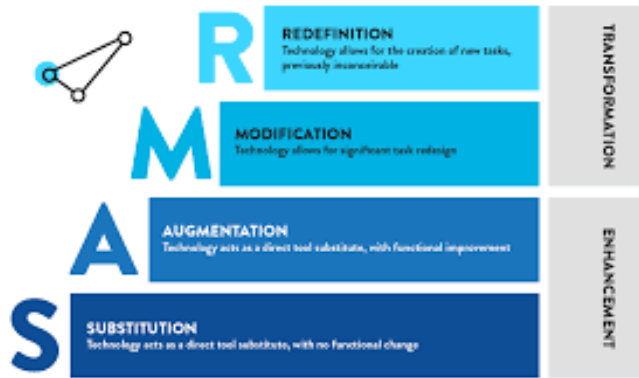 R
REDEFINITION
Technology allows for the creation of new tasks,
previously inconceivable
M
MODIFICATION
Technology allows for significant task redesign
A
AUGMENTATION
Technology acts as a direct tool substitute, with functional improvement
S
SUBSTITUTION
Technology acts as a direct tool substitute, with no functional change
TRANSFORMATION
ENHANCEMENT